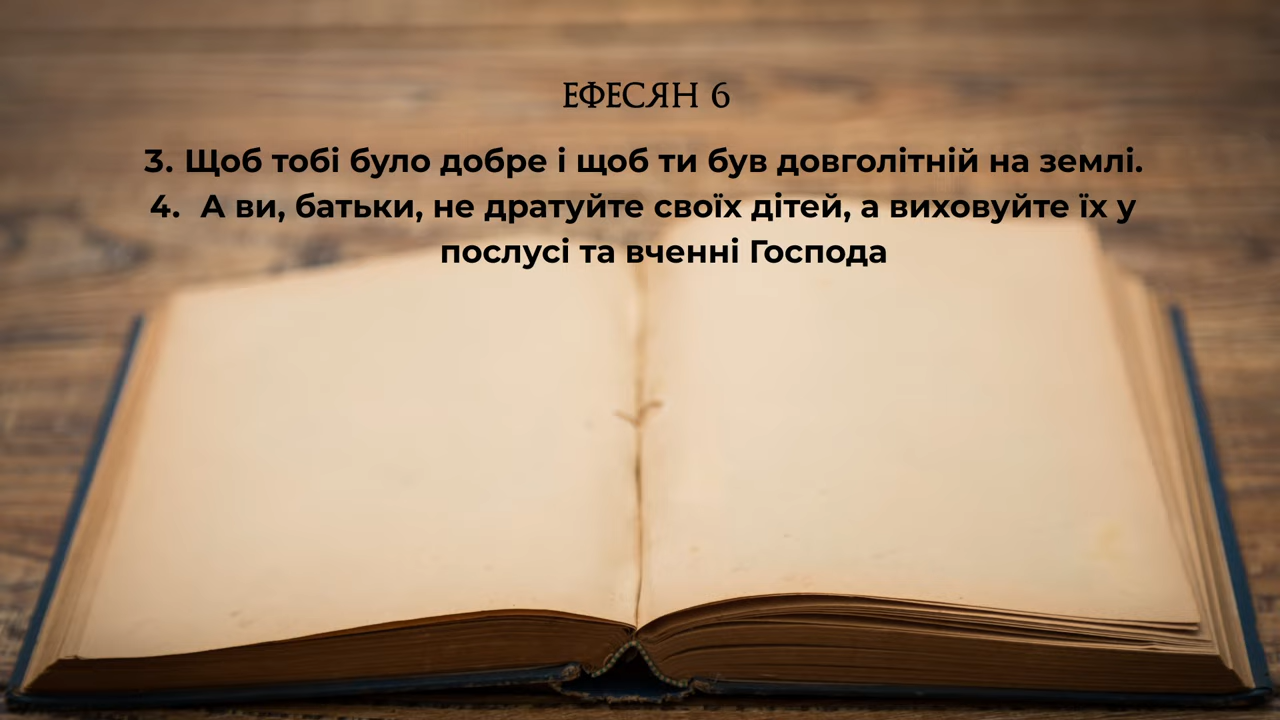 ЕФЕСЯН 6
3. Щоб тобі було добре і щоб ти був довголітній на землі.
4. А ви, батьки, не дратуйте своїх дітей, а виховуйте їх у
послусі та вченні Господа